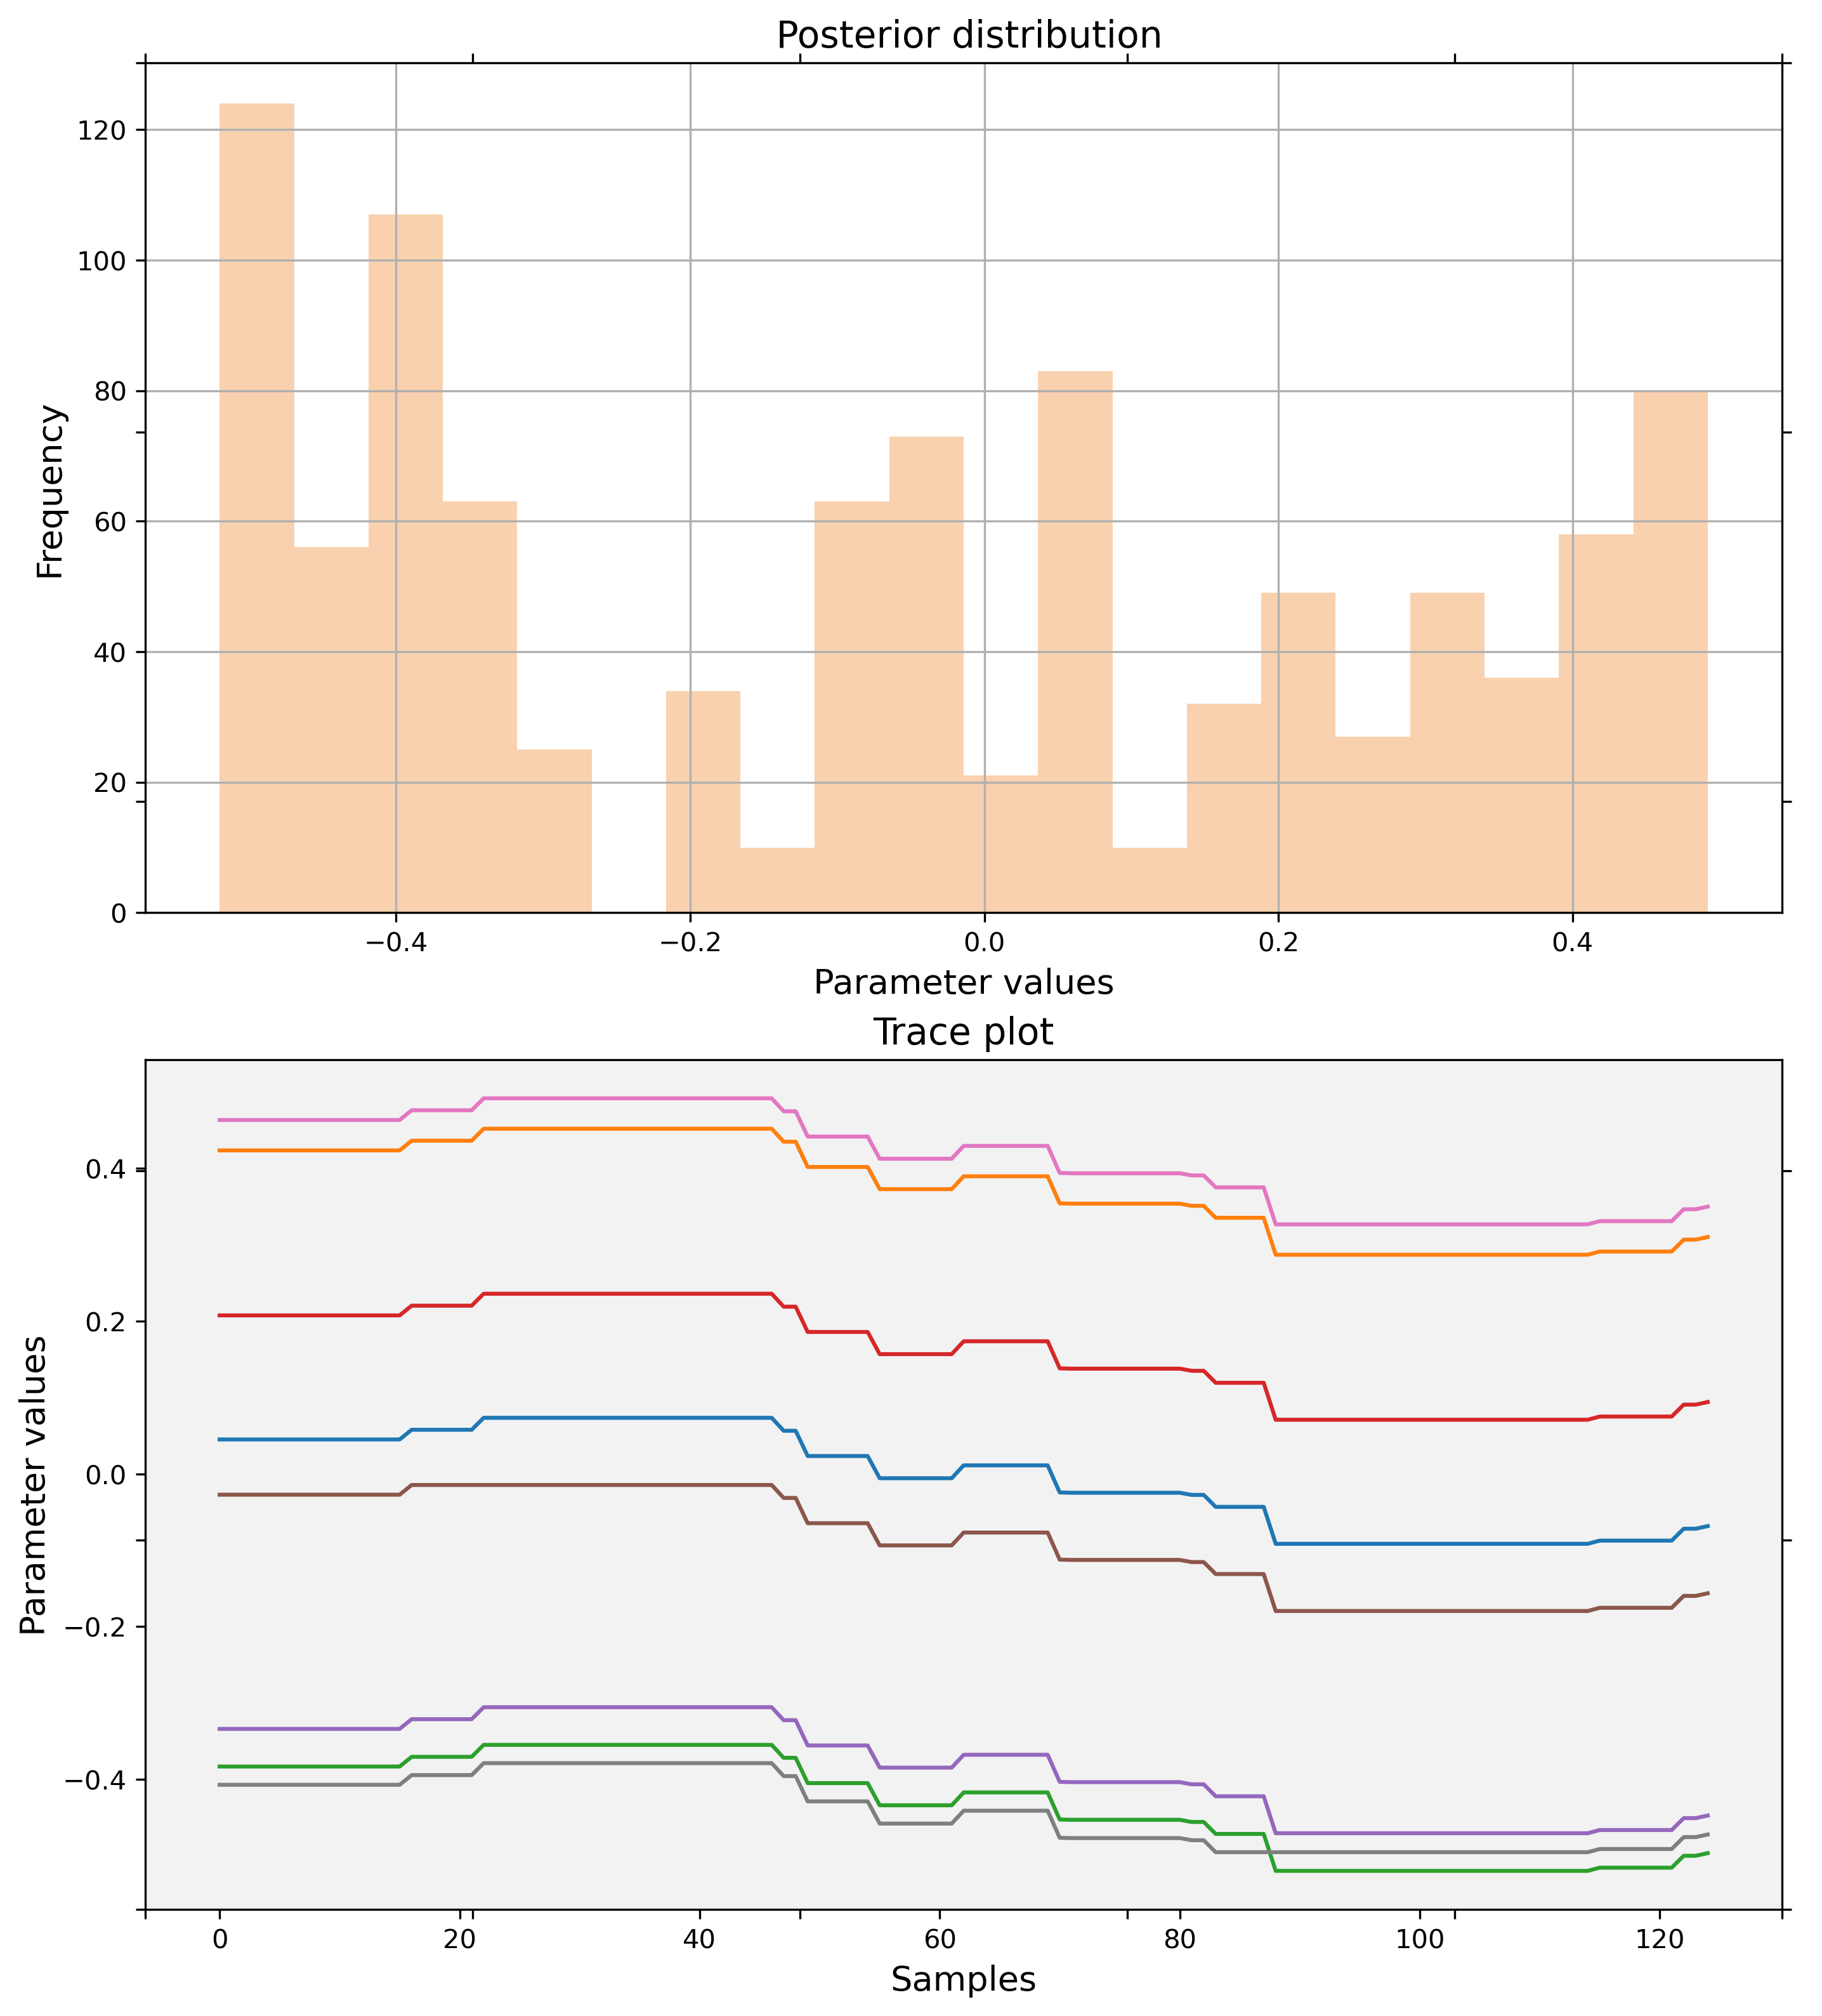 Posterior distribution
120
100
80
60
40
20
0
Frequency
−0.4 −0.2 0.0 0.2 0.4
Parameter values
Trace plot
0.4
0.2
0.0
−0.2
−0.4
Parameter values
0 20 40 60 80 100 120
Samples